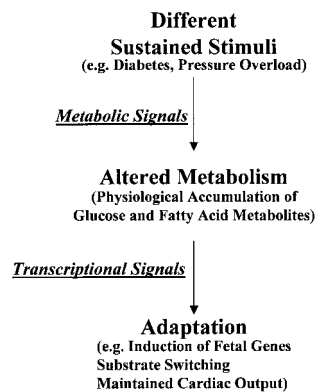 Different
Sustained Stimuli
(e.g. Diabetes, Pressure Overload)
Metabolic Signals
Altered Metabolism
(Physiological Accumulation of
Glucose and Fatty Acid Metabolites)
Transcriptional Signals
Adaptation
(e.g. Induction of Fetal Genes
Substrate Switching
Maintained Cardiac Output)